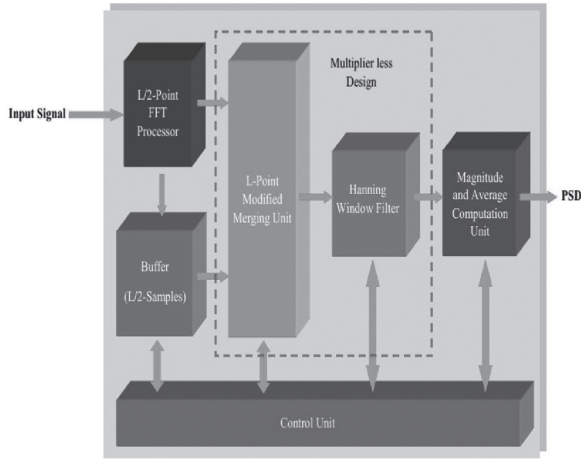 Input Signal
L/2-Point
FFT
Processor
Buffer
(L/2-Samples)
L-Point
Modified
Merging Unit
Multiplier less
Design
Hanning
Window Filter
Magnitude
and Average
Computation
Unit
PSD
Control Unit